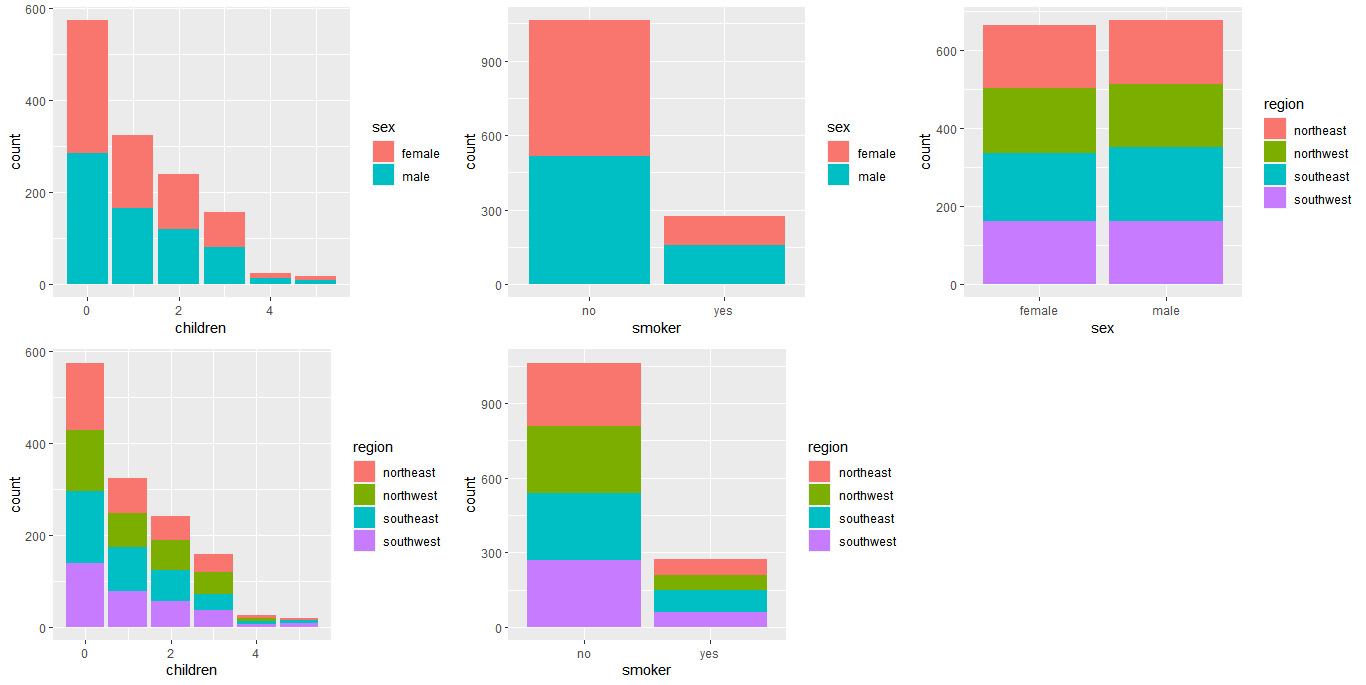 600
400
200
0
count
0 2 4
children
sex
female
male
900
600
300
0
count
no yes
smoker
sex
female
male
600
400
200
0
count
female male
sex
region
northeast
northwest
southeast
southwest
600
400
200
0
count
0 2 4
children
region
northeast
northwest
southeast
southwest
900
600
300
0
count
no yes
smoker
region
northeast
northwest
southeast
southwest